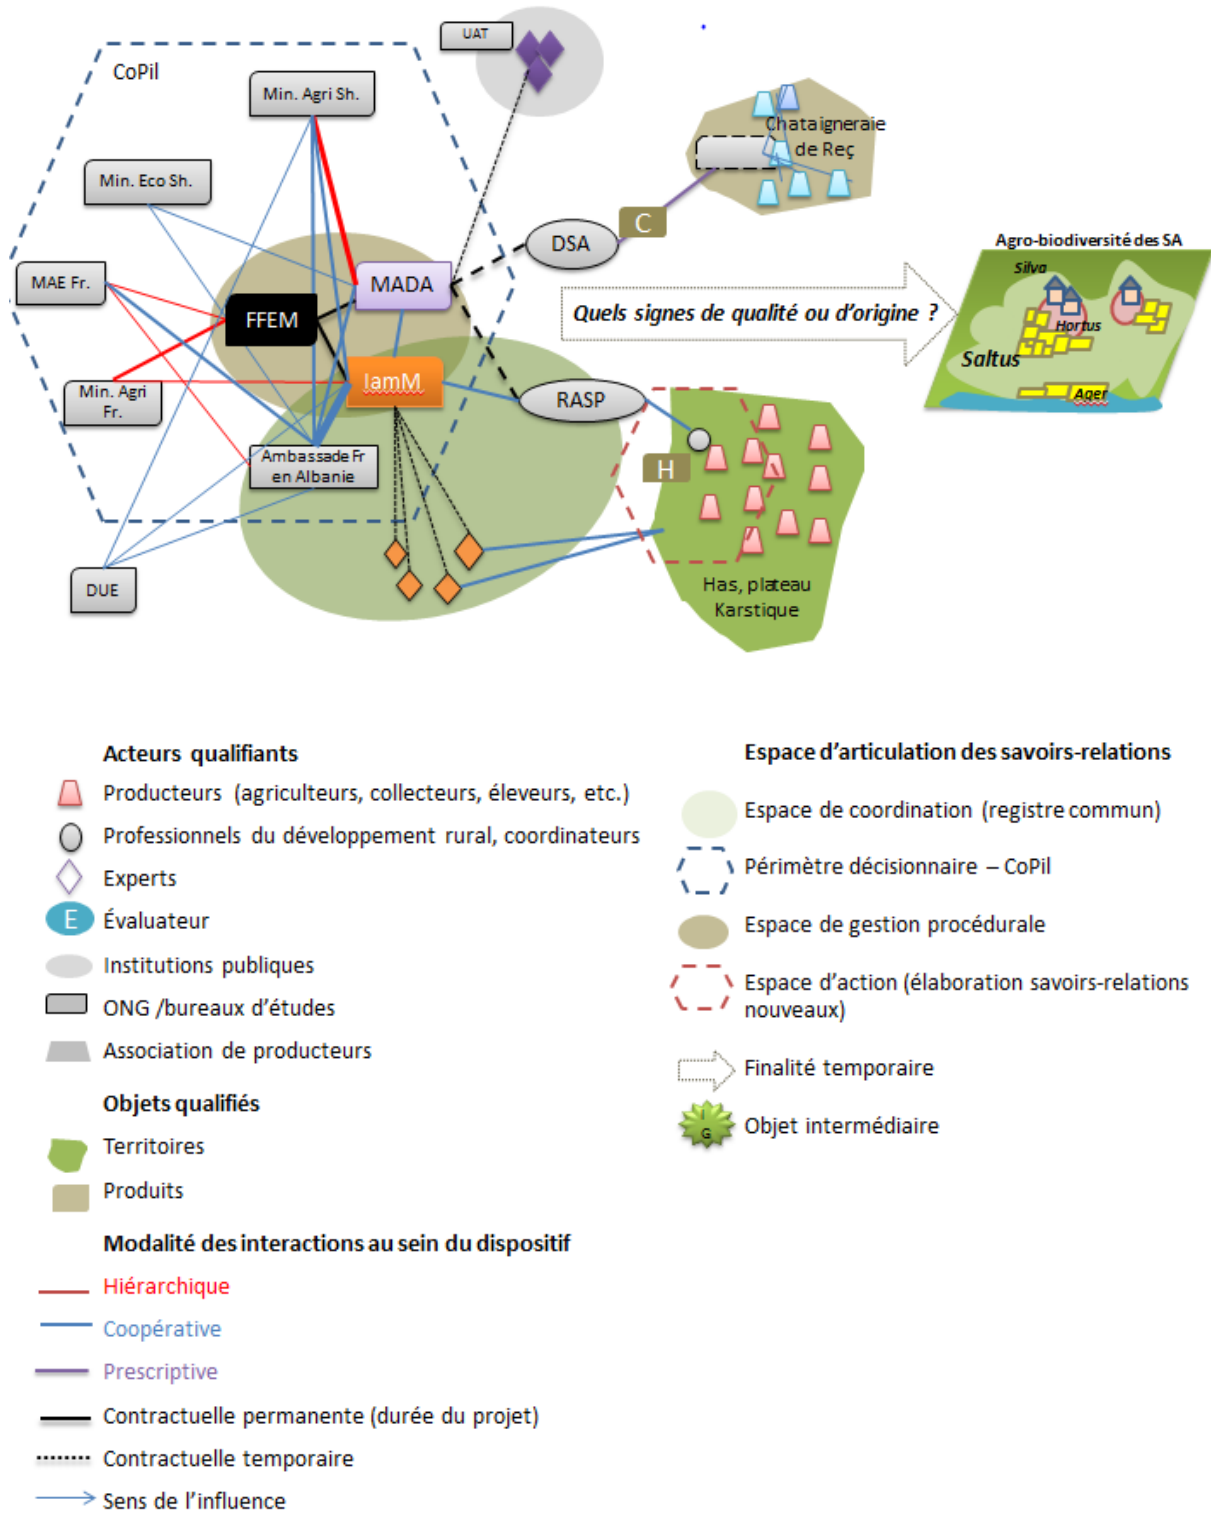 UAT
CoPil
Min. Agri Sh.
Chataigneraie
de Reç
Min. Eco Sh.
C
DSA
Agro-biodiversité des SA
Silva
MAE Fr.
MADA
FFEM
Quels signes de qualité ou d'origine ?
Hortus
Saltus
IamM
Min. Agri
Fr.
RASP
Ager
Ambassade Fr
en Albanie
H
DUE
Has, plateau
Karstique
Acteurs qualifiants
Producteurs (agriculteurs, collecteurs, éleveurs, etc.)
Professionnels du développement rural, coordinateurs
Experts
E
Évaluateur
Institutions publiques
ONG /bureaux d'études
Association de producteurs
Objets qualifiés
Territoires
Produits
Modalité des interactions au sein du dispositif
Hiérarchique
Coopérative
Prescriptive
Contractuelle permanente (durée du projet)
Contractuelle temporaire
Sens de l'influence
Espace d'articulation des savoirs-relations
Espace de coordination (registre commun)
Périmètre décisionnaire – CoPil
Espace de gestion procédurale
Espace d'action (élaboration savoirs-relations
nouveaux)
Finalité temporaire
I
G
Objet intermédiaire